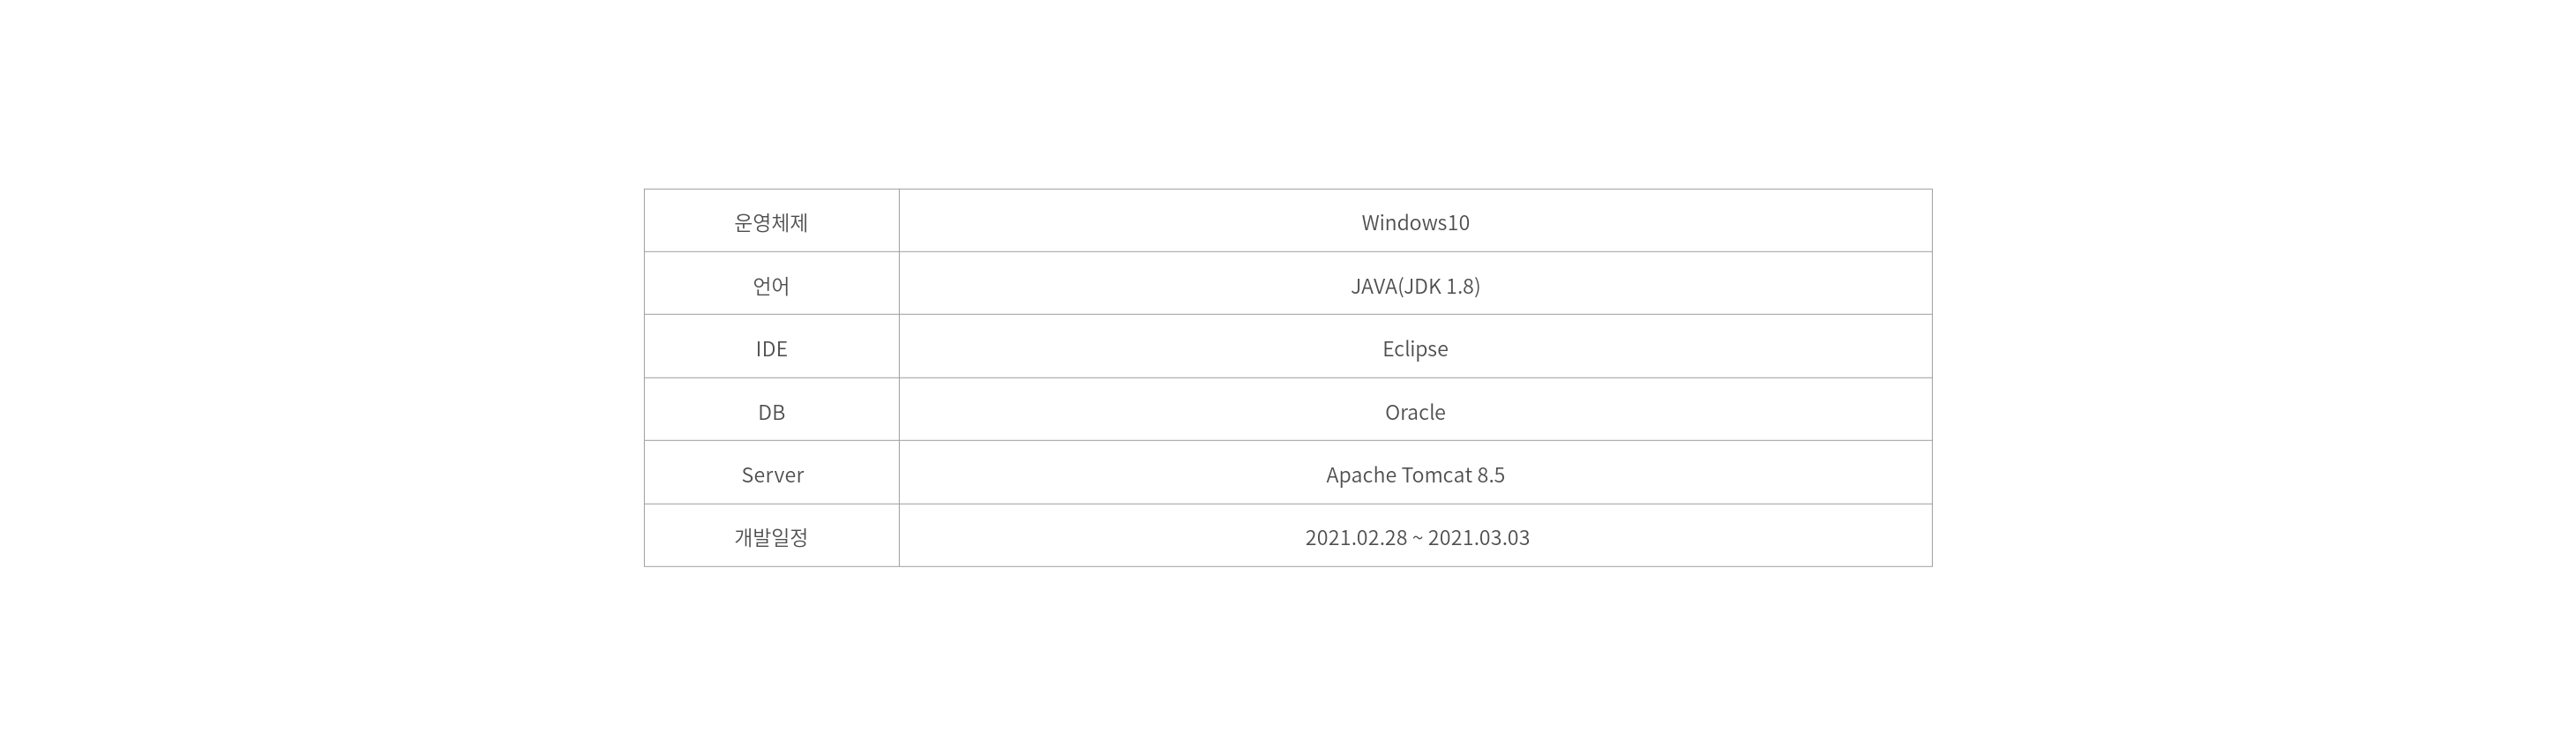 운영체제 Windows10
언어 JAVA(JDK 1.8)
IDE Eclipse
DB Oracle
Server Apache Tomcat 8.5
개발일정 2021.02.28 ~ 2021.03.03